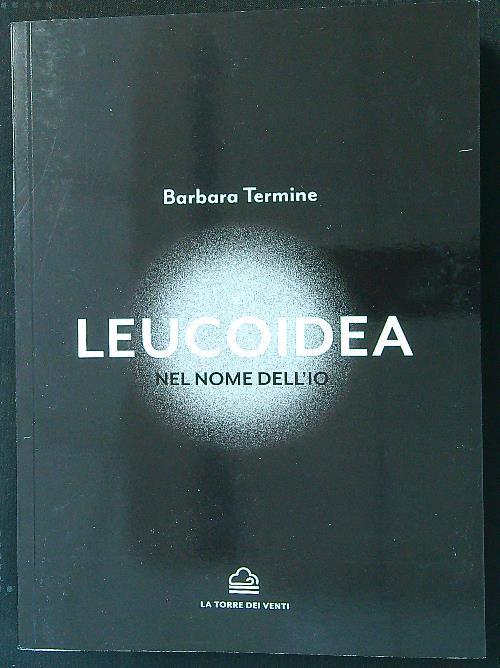 Barbara Termine
LEUCOIDEA
NEL NOME DELL'IO
LA TORRE DEI VENTI